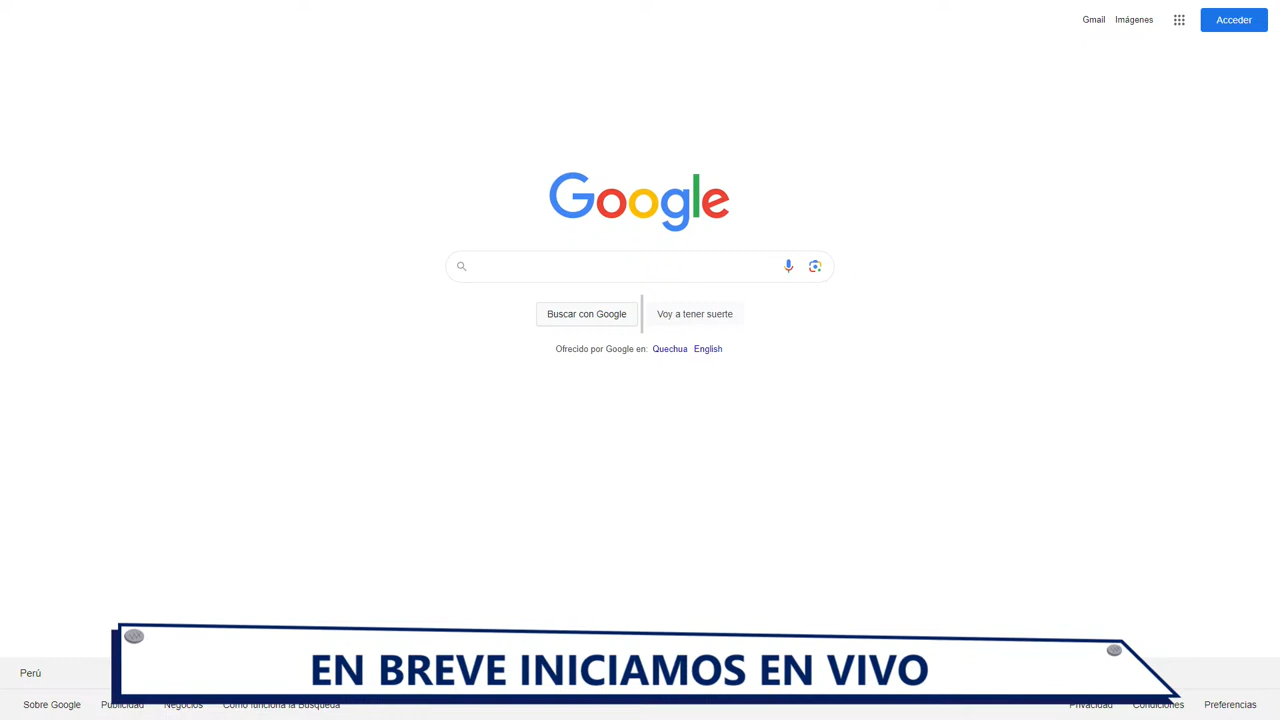 Gmail Imágenes Acceder
Google
Buscar con Google Voy a tener suerte
Ofrecido por Google en: Quechua English
EN BREVE INICIAMOS EN VIVO
Perú
Sobre Google Publicidad Negocios Cómo funciona la Búsqueda Privacidad Condiciones Preferencias